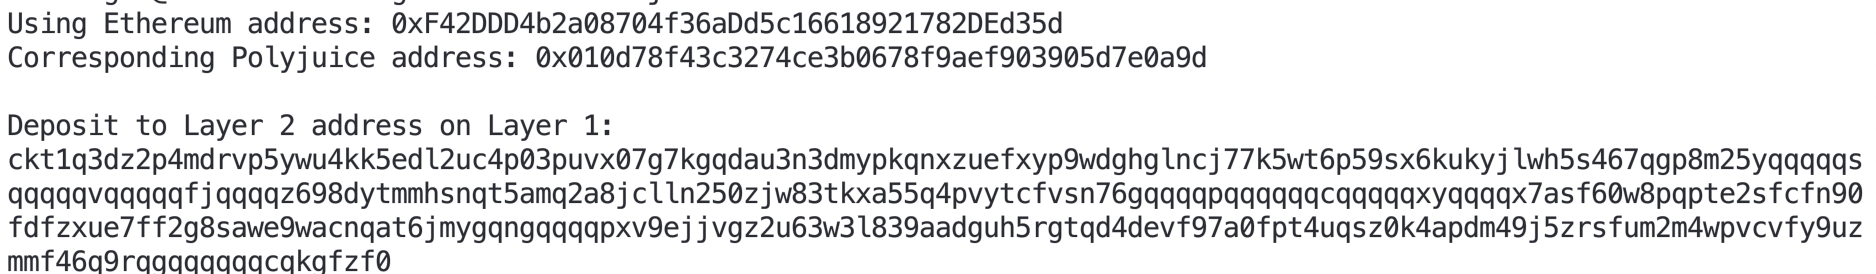 Using Ethereum address: 0xF42DDD4b2a08704f36aDd5c16618921782DEd35d
Corresponding Polyjuice address: 0x010d78f43c3274ce3b0678f9aef903905d7e0a9d
Deposit to Layer 2 address on Layer 1:
ckt1q3dz2p4mdrvp5ywu4kk5edl2uc4p03puvx07g7kgqdau3n3dmypkqnxzuefxyp9wdghglncj77k5wt6p59sx6kukyjlwh5s467qgp8m25yqqqqqs
qqqqqvqqqqqfjqqqqz698dytmmhsnqt5amq2a8jclln250zjw83tkxa55q4pvytcfvsn76gqqqqpqqqqqqcqqqqqxyqqqqx7asf60w8pqpte2sfcfn90
fdfzxue7ff2g8sawe9wacnqat6jmygqngqqqqpxv9ejjvgz2u63w3l839aadguh5rgtqd4devf97a0fpt4uqsz0k4apdm49j5zrsfum2m4wpvcvfy9uz
mmf46q9rqqqqqqqqcqkgfzf0